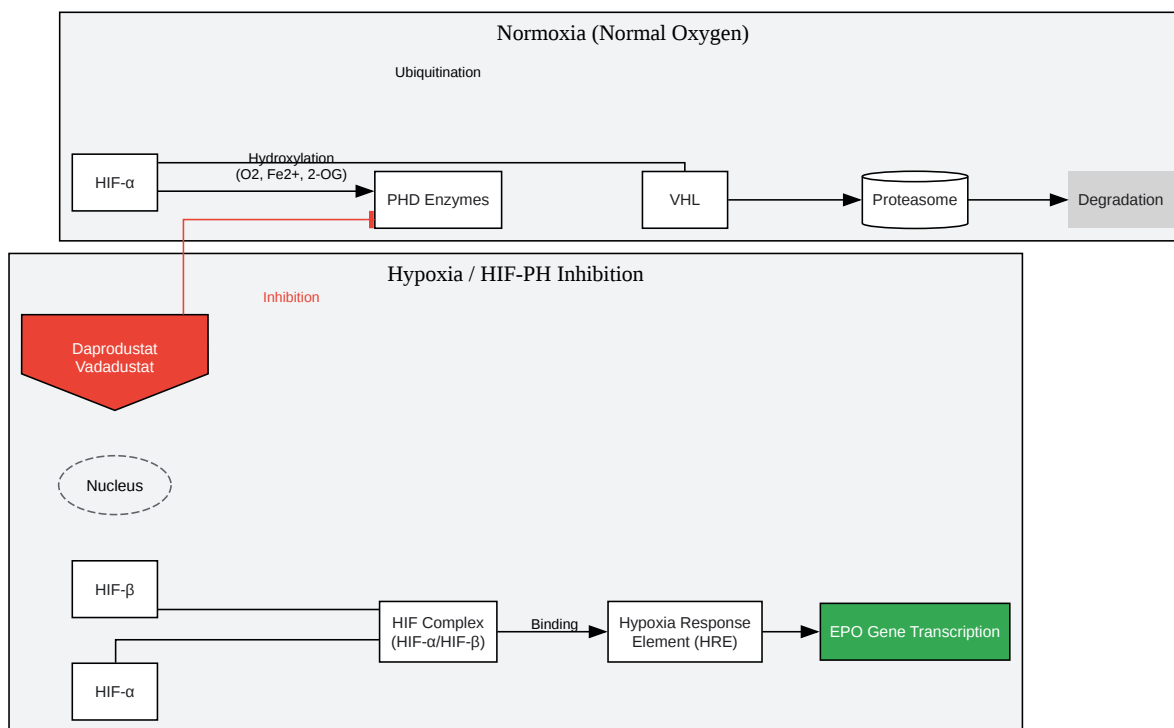 Normoxia (Normal Oxygen)
Ubiquitination
HIF-α
Hydroxylation
(O2, Fe2+, 2-OG)
PHD Enzymes
VHL
Proteasome
Degradation
Hypoxia / HIF-PH Inhibition
Inhibition
Daprodustat
Vadadustat
Nucleus
HIF-β
HIF Complex
(HIF-α/HIF-β)
Binding
Hypoxia Response
Element (HRE)
EPO Gene Transcription
HIF-α